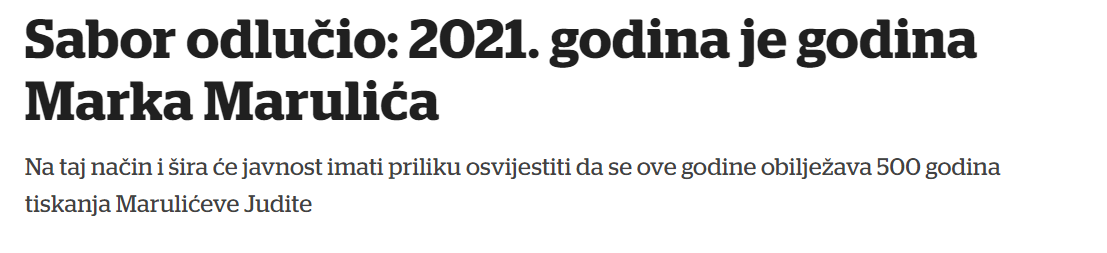 Sabor odlučio: 2021. godina je godina
Marka Marulića
Na taj način i šira će javnost imati priliku osvijestiti da se ove godine obilježava 500 godina
tiskanja Marulićeve Judite